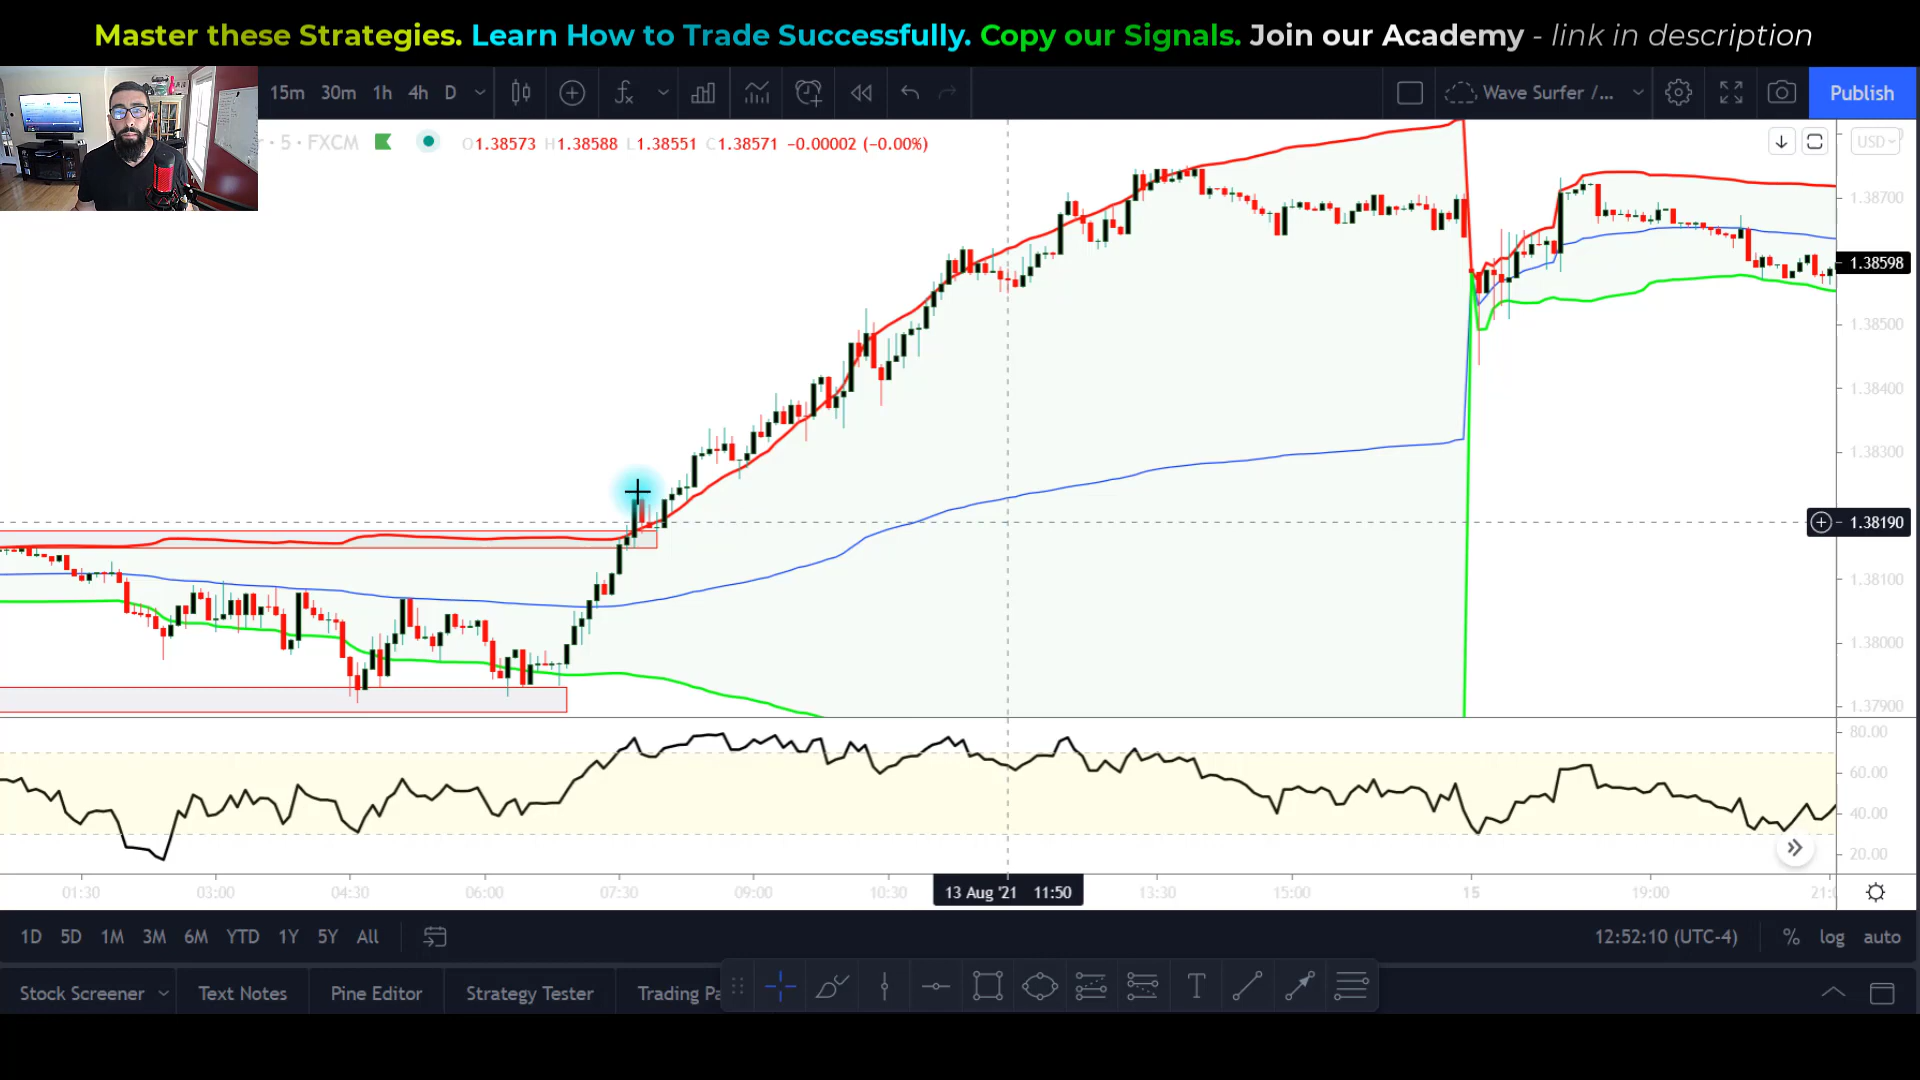 Master these Strategies. Learn How to Trade Successfully. Copy our Signals. Join our Academy - link in description
15m 30m 1h 4h D
Wave Surfer /...
Publish
· 5 · FXCM
O1.38573 H1.38588 L1.38551 C1.38571 -0.00002 (-0.00%)
USD
1.38700
1.38598
1.38500
1.38400
1.38300
1.38190
1.38100
1.38000
1.37900
80.00
60.00
40.00
20.00
01:30 03:00 04:30 06:00 07:30 09:00 10:30 13 Aug '21 11:50 13:30 15:00 15 19:00 21:0
1D 5D 1M 3M 6M YTD 1Y 5Y All
12:52:10 (UTC-4) % log auto
Stock Screener Text Notes Pine Editor Strategy Tester Trading Pa
T